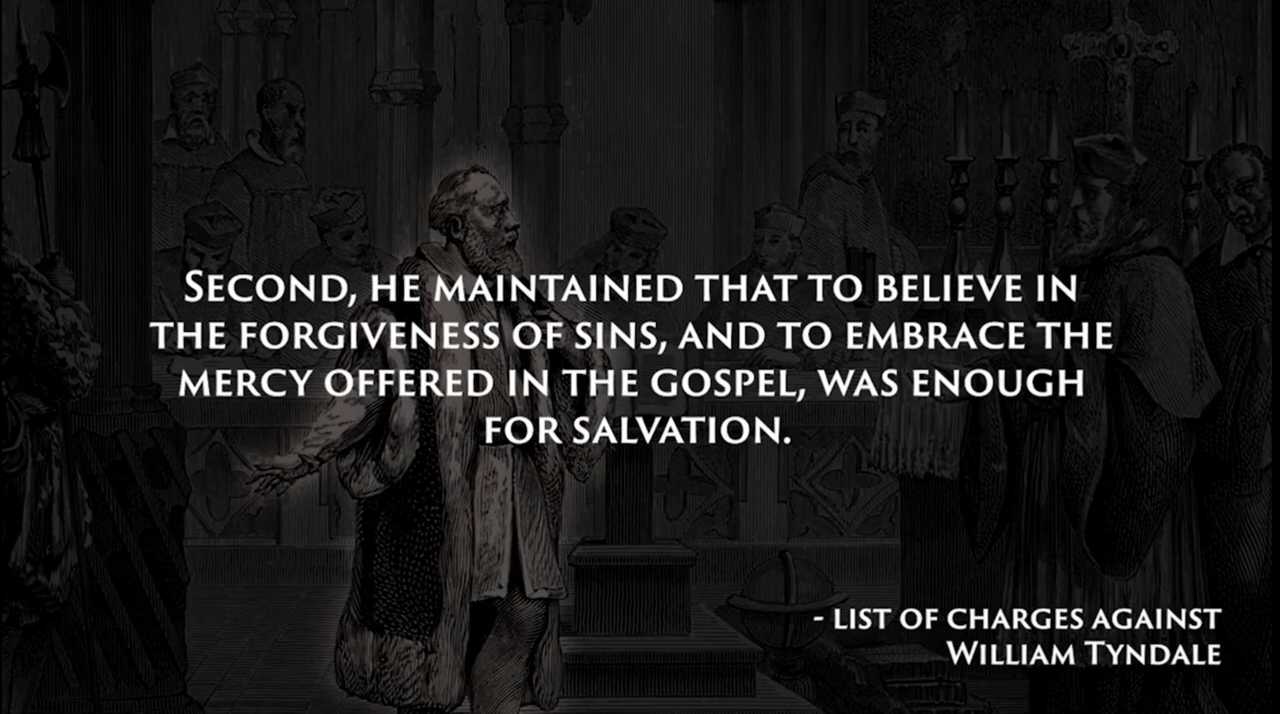 Second, he maintained that to believe in
the forgiveness of sins, and to embrace the
mercy offered in the gospel, was enough
for salvation.
- list of charges against
William Tyndale